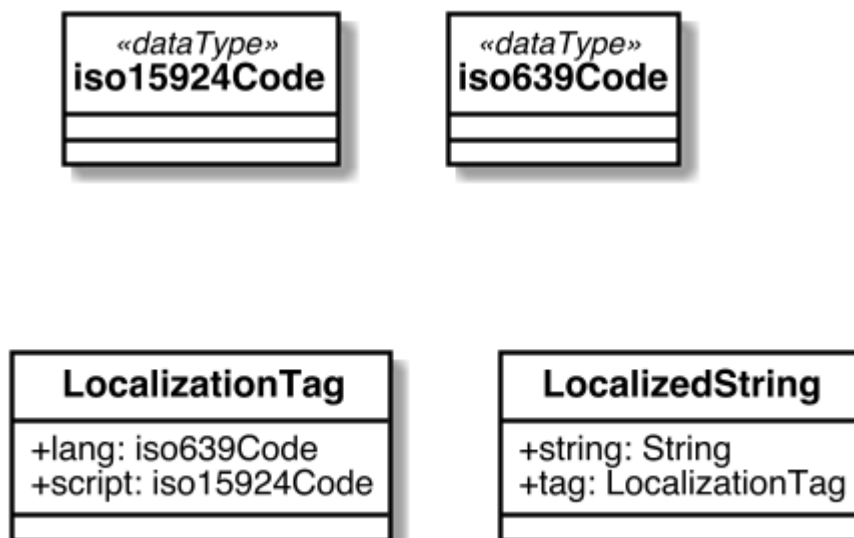 «dataType»
iso15924Code
«dataType»
iso639Code
LocalizationTag
+lang: iso639Code
+script: iso15924Code
LocalizedString
+string: String
+tag: LocalizationTag